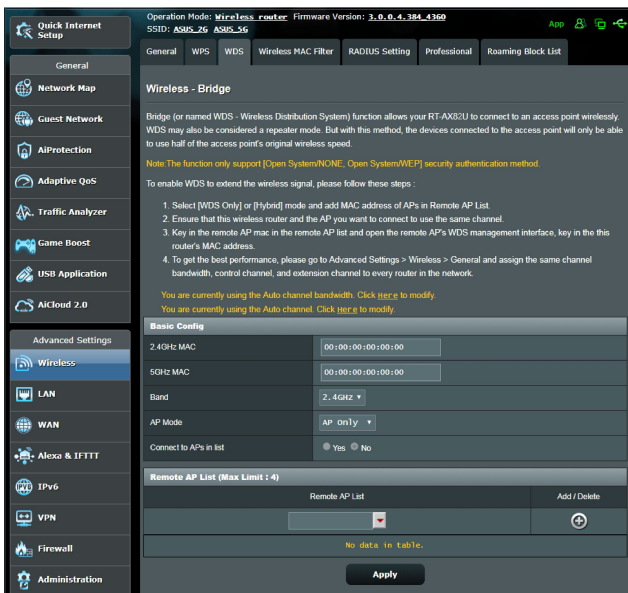 Quick Internet
Setup
General
Network Map
Guest Network
AiProtection
Adaptive QoS
Traffic Analyzer
Game Boost
USB Application
AiCloud 2.0
Advanced Settings
Wireless
LAN
WAN
Alexa & IFTTT
IPv6
VPN
Firewall
Administration
Operation Mode: Wireless router Firmware Version: 3.0.0.4.384_4360
SSID: ASUS_2G ASUS_5G
App
General WPS WDS Wireless MAC Filter RADIUS Setting Professional Roaming Block List
Wireless - Bridge
Bridge (or named WDS - Wireless Distribution System) function allows your RT-AX82U to connect to an access point wirelessly.
WDS may also be considered a repeater mode. But with this method, the devices connected to the access point will only be able
to use half of the access point's original wireless speed.
Note:The function only support [Open System/NONE, Open System/WEP] security authentication method.
To enable WDS to extend the wireless signal, please follow these steps :
1. Select [WDS Only] or [Hybrid] mode and add MAC address of APs in Remote AP List.
2. Ensure that this wireless router and the AP you want to connect to use the same channel.
3. Key in the remote AP mac in the remote AP list and open the remote AP's WDS management interface, key in the this
router's MAC address.
4. To get the best performance, please go to Advanced Settings > Wireless > General and assign the same channel
bandwidth, control channel, and extension channel to every router in the network.
You are currently using the Auto channel bandwidth. Click Here to modify.
You are currently using the Auto channel. Click Here to modify.
Basic Config
2.4GHz MAC 00:00:00:00:00:00
5GHz MAC 00:00:00:00:00:00
Band 2.4GHz
AP Mode AP Only
Connect to APs in list Yes No
Remote AP List (Max Limit : 4)
Remote AP List Add / Delete
No data in table.
Apply